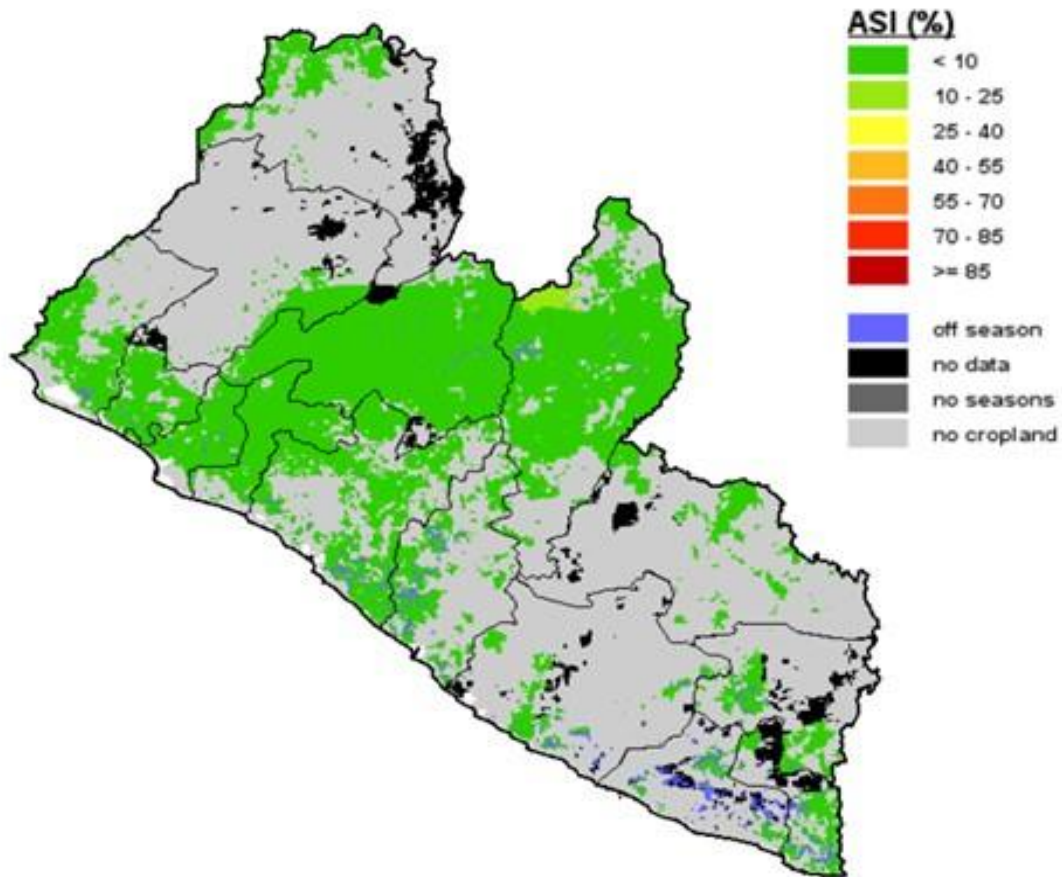 ASI (%)
< 10
10 - 25
25 - 40
40 - 55
55 - 70
70 - 85
>= 85
off season
no data
no seasons
no cropland